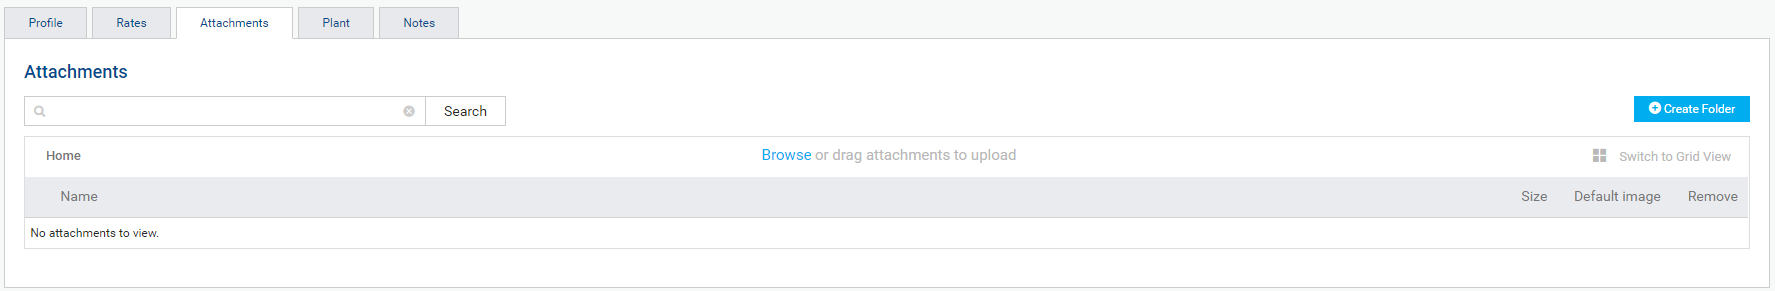 Profile Rates Attachments Plant Notes
Attachments
Search Create Folder
Home Browse or drag attachments to upload Switch to Grid View
Name Size Default image Remove
No attachments to view.